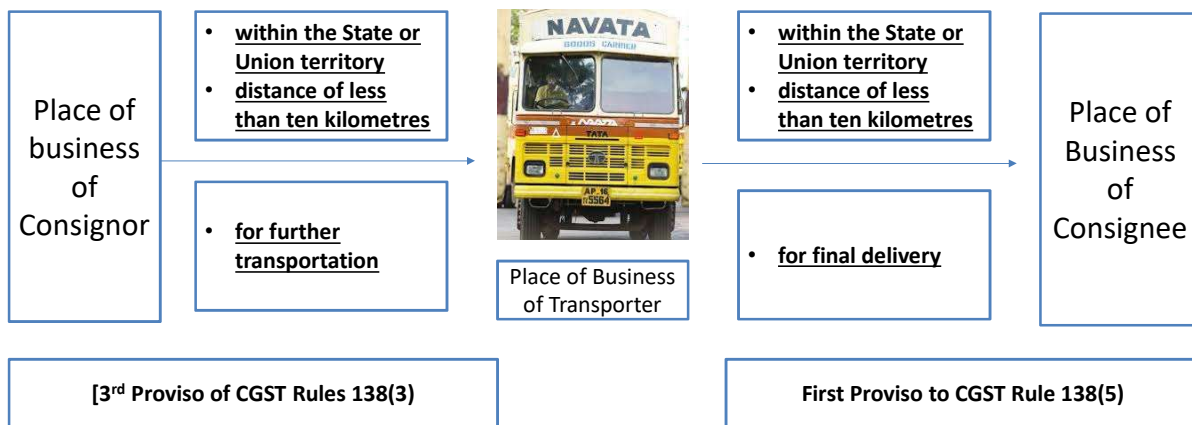 Place of
business
of
Consignor
• within the State or
Union territory
• distance of less
than ten kilometres
• for further
transportation
NAVATA
GOODS CARRIER
NAVATA
TATA
AP 16
5564
Place of Business
of Transporter
• within the State or
Union territory
• distance of less
than ten kilometres
• for final delivery
Place of
Business
of
Consignee
[3rd Proviso of CGST Rules 138(3)
First Proviso to CGST Rule 138(5)